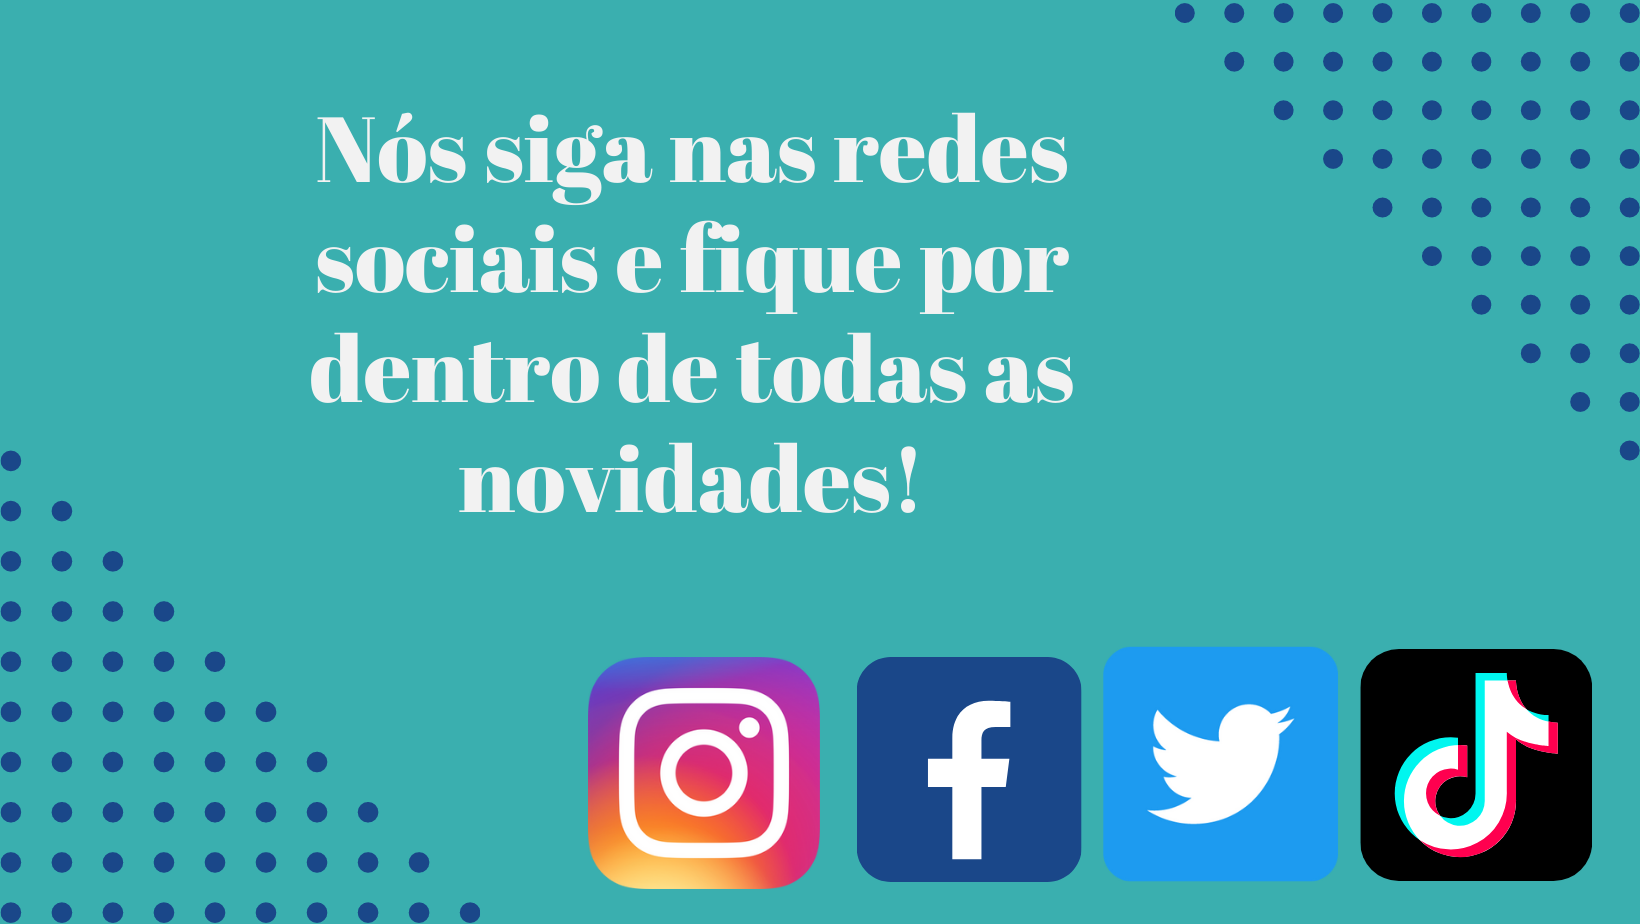 Nós siga nas redes
sociais e fique por
dentro de todas as
novidades!